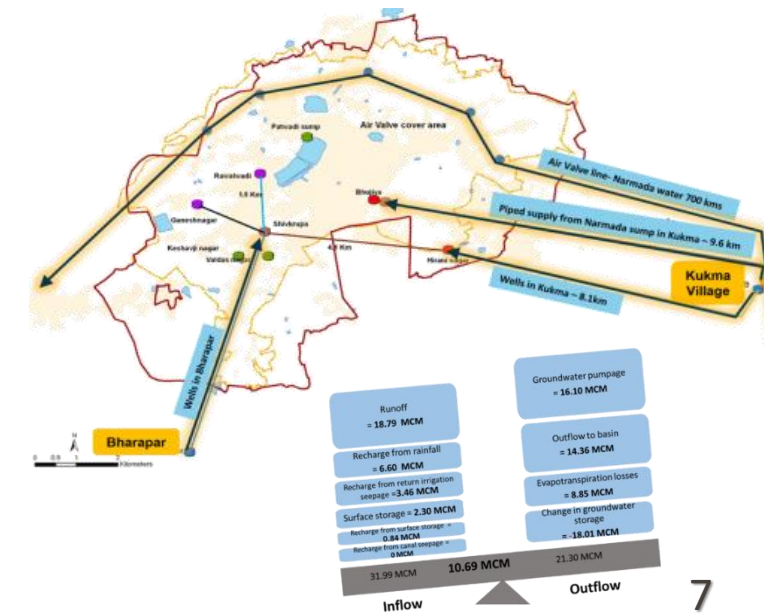 Patwadi sump
Air Valve cover area
Rawalvadi
1.8 Km
Bhujiya
Ganeshnagar
Shivkrupa
Keshavji nagar
Valdas nagar
Hirani nagar
Air Valve line- Narmada water 700 kms
Piped supply from Narmada sump in Kukma – 9.6 km
Wells in Kukma – 8.1km
Kukma
Village
Wells in Bharapar
Bharapar
N
Kilometers
Runoff
= 18.79 MCM
Recharge from rainfall
= 6.60 MCM
Recharge from return irrigation
seepage =3.46 MCM
Surface storage = 2.30 MCM
Recharge from surface storage =
0.84 MCM
Recharge from canal seepage =
0 MCM
Groundwater pumpage
= 16.10 MCM
Outflow to basin
= 14.36 MCM
Evapotranspiration losses
= 8.85 MCM
Change in groundwater
storage
= -18.01 MCM
31.99 MCM
10.69 MCM
21.30 MCM
Inflow
Outflow
7